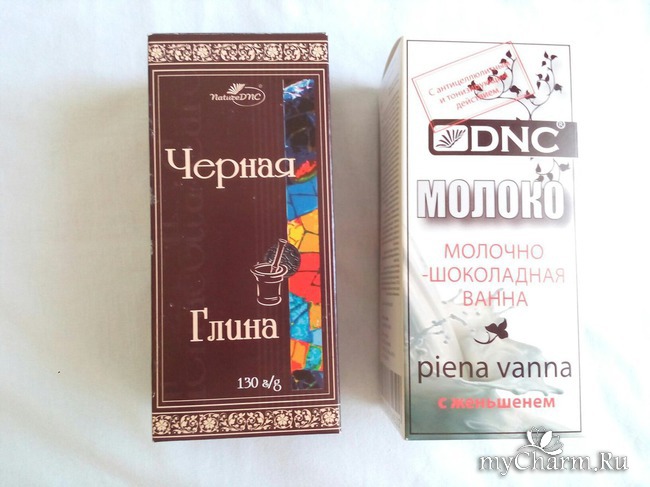 NatureDNC®
Черная
Глина
130 г/g
С антицеллюлитным
и тонизирующим
действием
DNC®
МОЛОКО
МОЛОЧНО
-ШОКОЛАДНАЯ
ВАННА
piena vanna
с женьшенем
myCharm.Ru